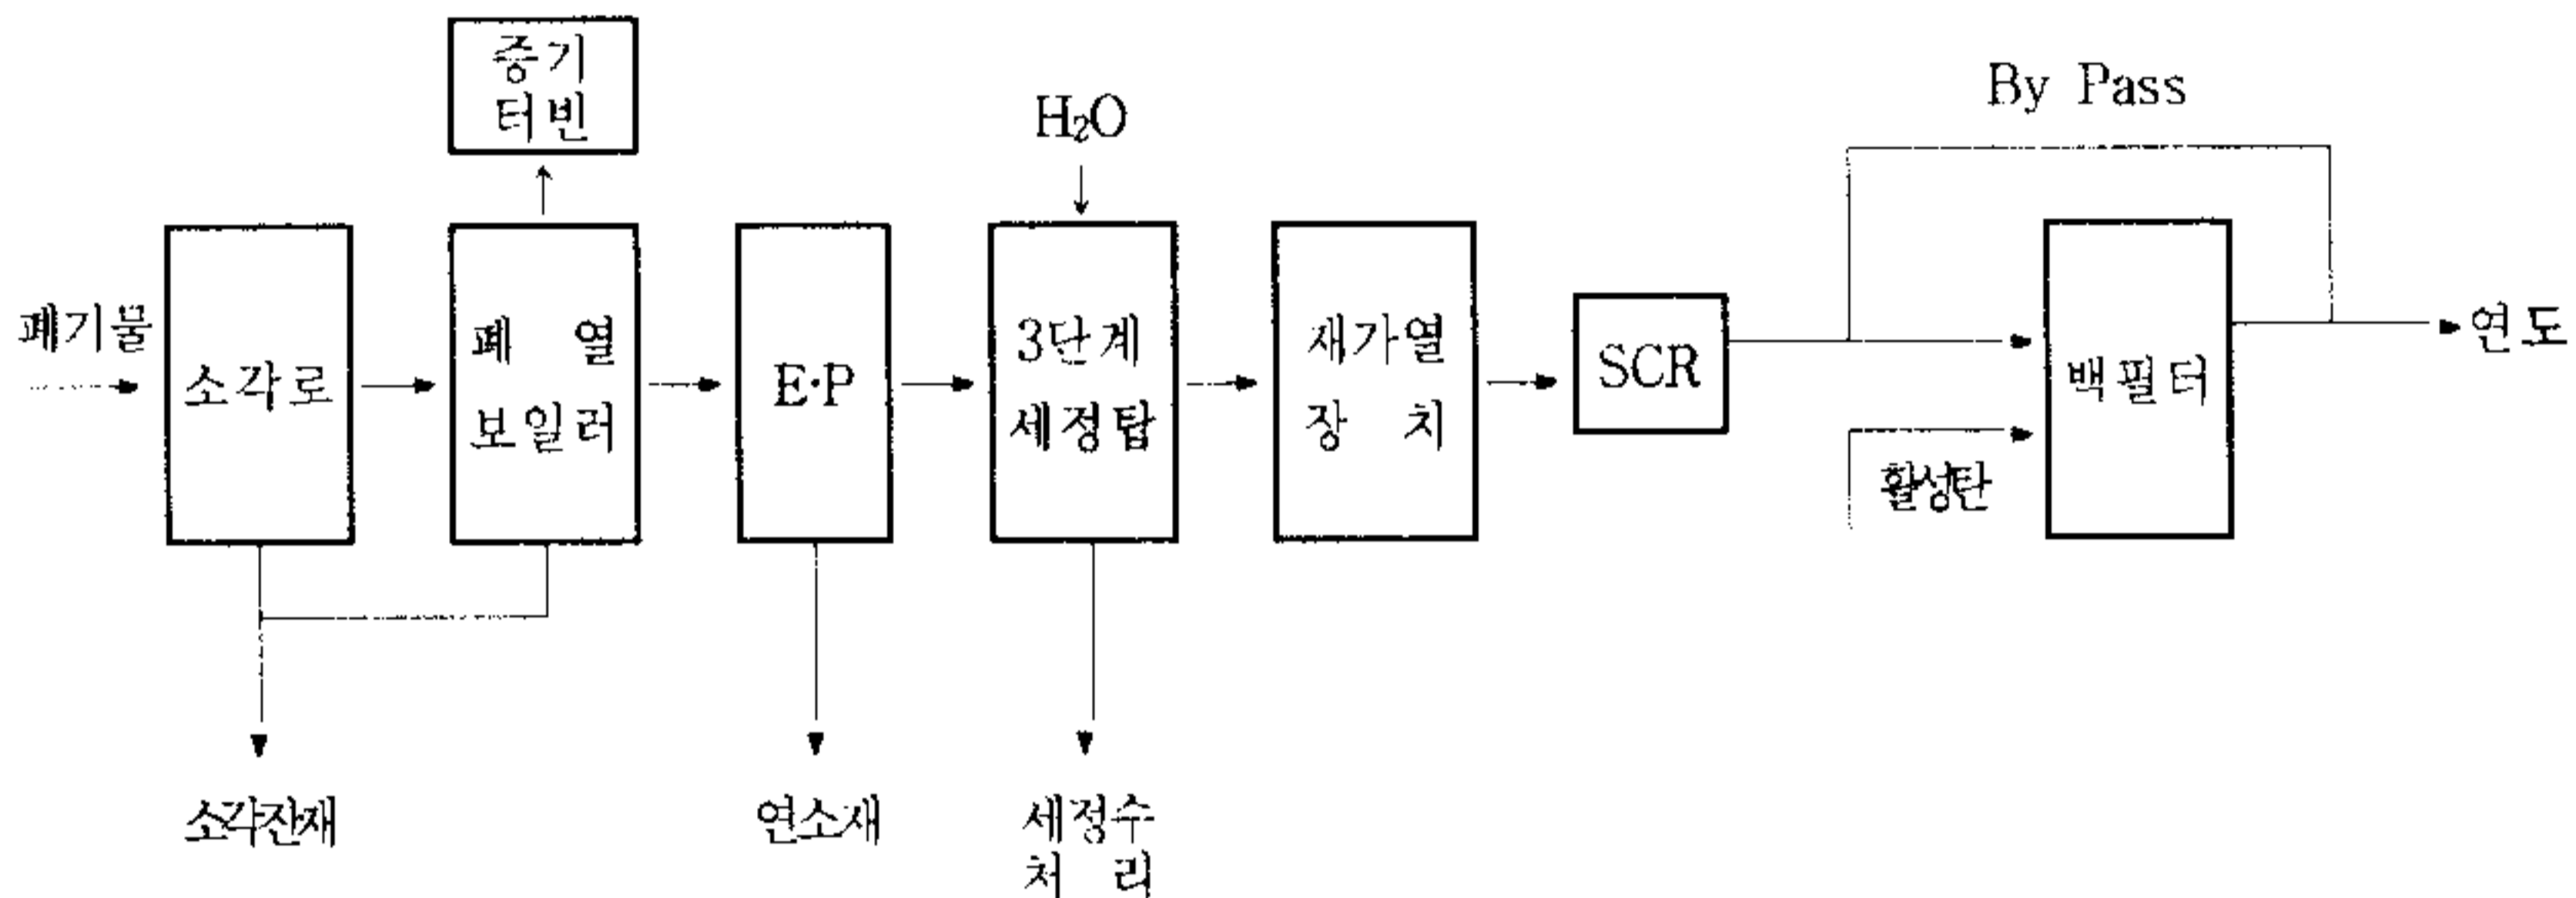 증기
터빈
H₂O
By Pass
폐기물
소각로
폐 열
보일러
E·P
3단계
세정탑
재가열
장 치
SCR
백필터
연도
활성탄
소각잔재
연소재
세정수
처 리